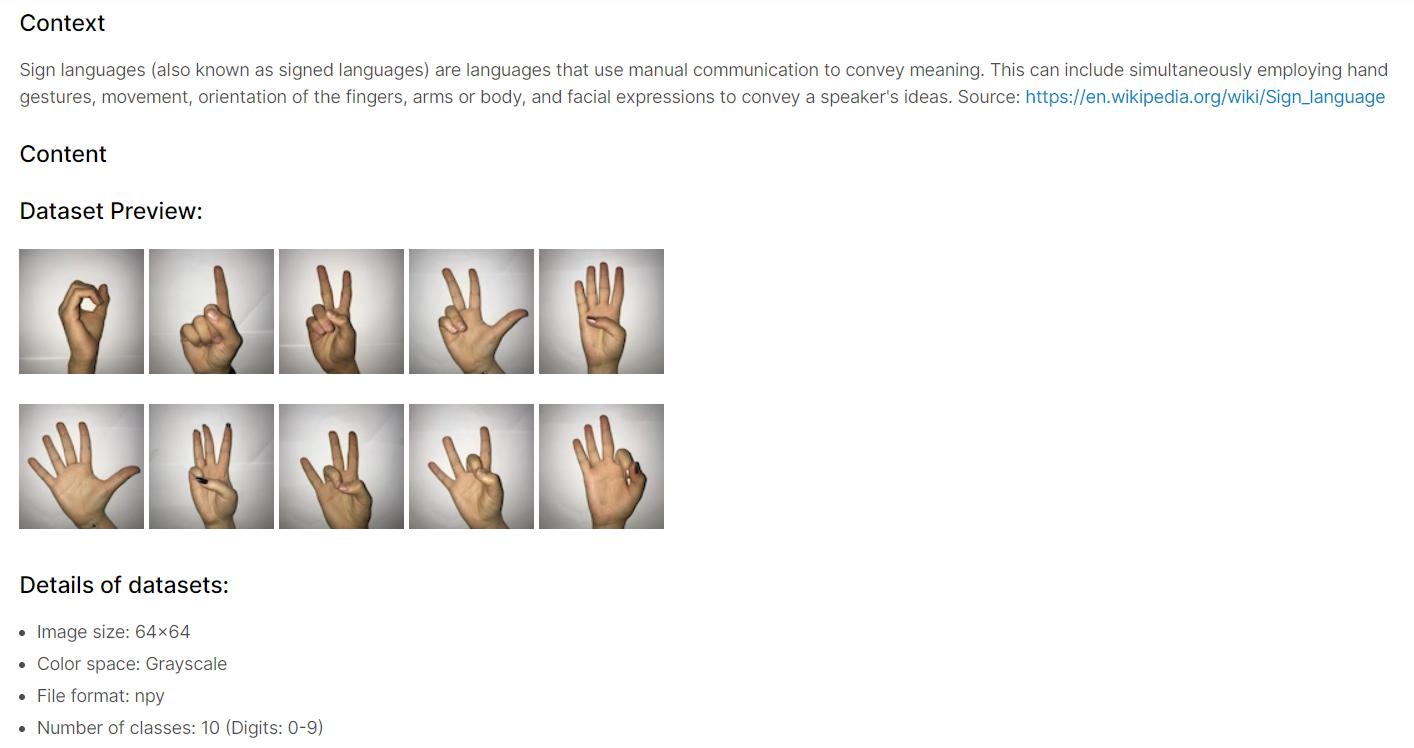 Context
Sign languages (also known as signed languages) are languages that use manual communication to convey meaning. This can include simultaneously employing hand
gestures, movement, orientation of the fingers, arms or body, and facial expressions to convey a speaker's ideas. Source: https://en.wikipedia.org/wiki/Sign_language
Content
Dataset Preview:
Details of datasets:
• Image size: 64×64
• Color space: Grayscale
• File format: npy
• Number of classes: 10 (Digits: 0-9)